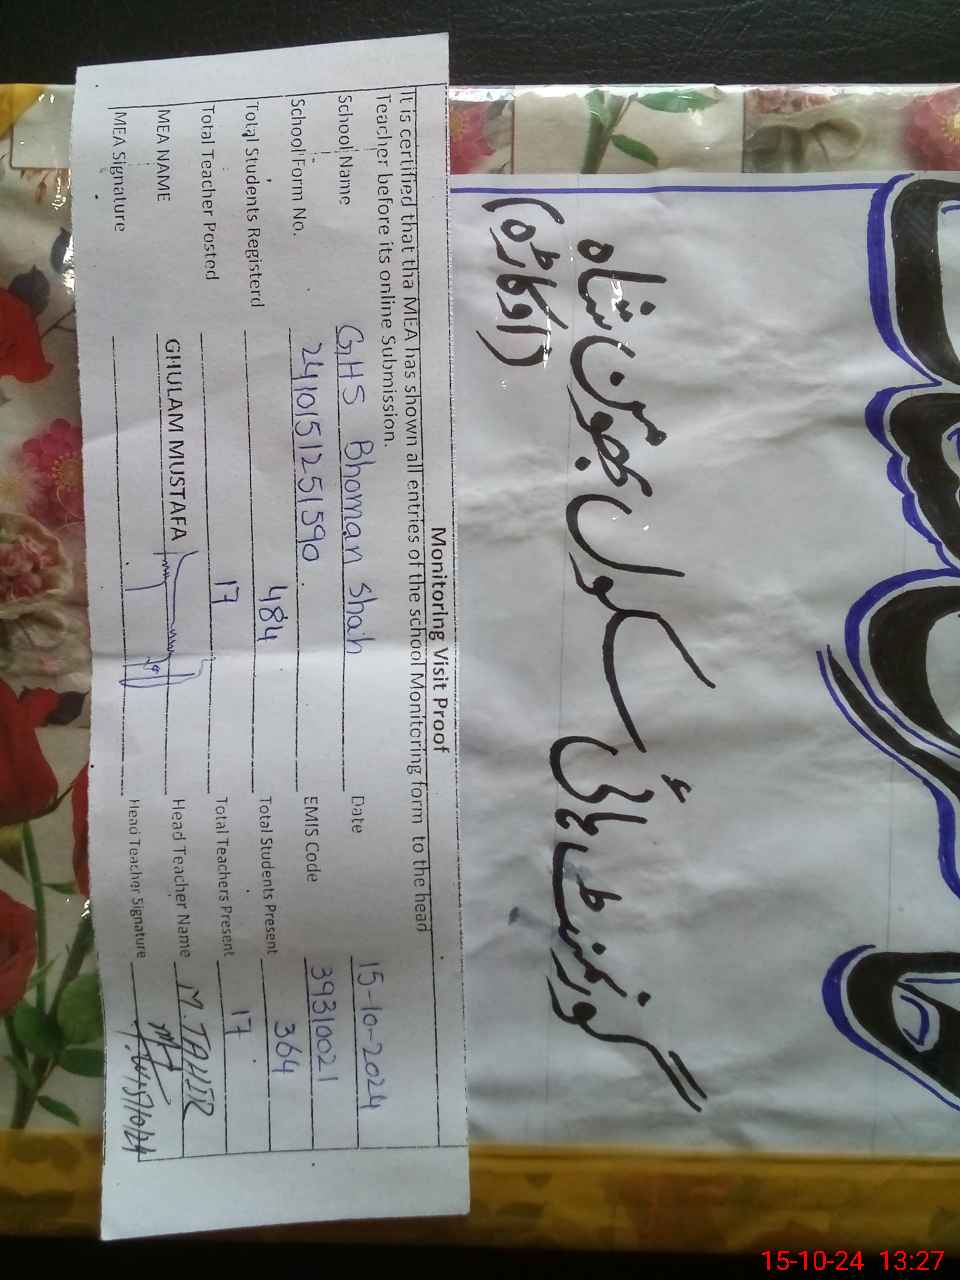 گورنمنٹ ہائی سکول بھومن شاہ
(اوکاڑہ)
Monitoring Visit Proof
It is certified that tha MEA has shown all entries of the school Monitoring form to the head
Teacher before its online Submission.
School Name GHS Bhoman Shah Date 15-10-2024
School Form No. 2410151251590 EMIS Code 39310021
Total Students Registerd 484 Total Students Present 364
Total Teacher Posted 17 Total Teachers Present 17
MEA NAME GHULAM MUSTAFA Head Teacher Name M. TAHIR
MEA Signature Head Teacher Signature
15-10-24 13:27